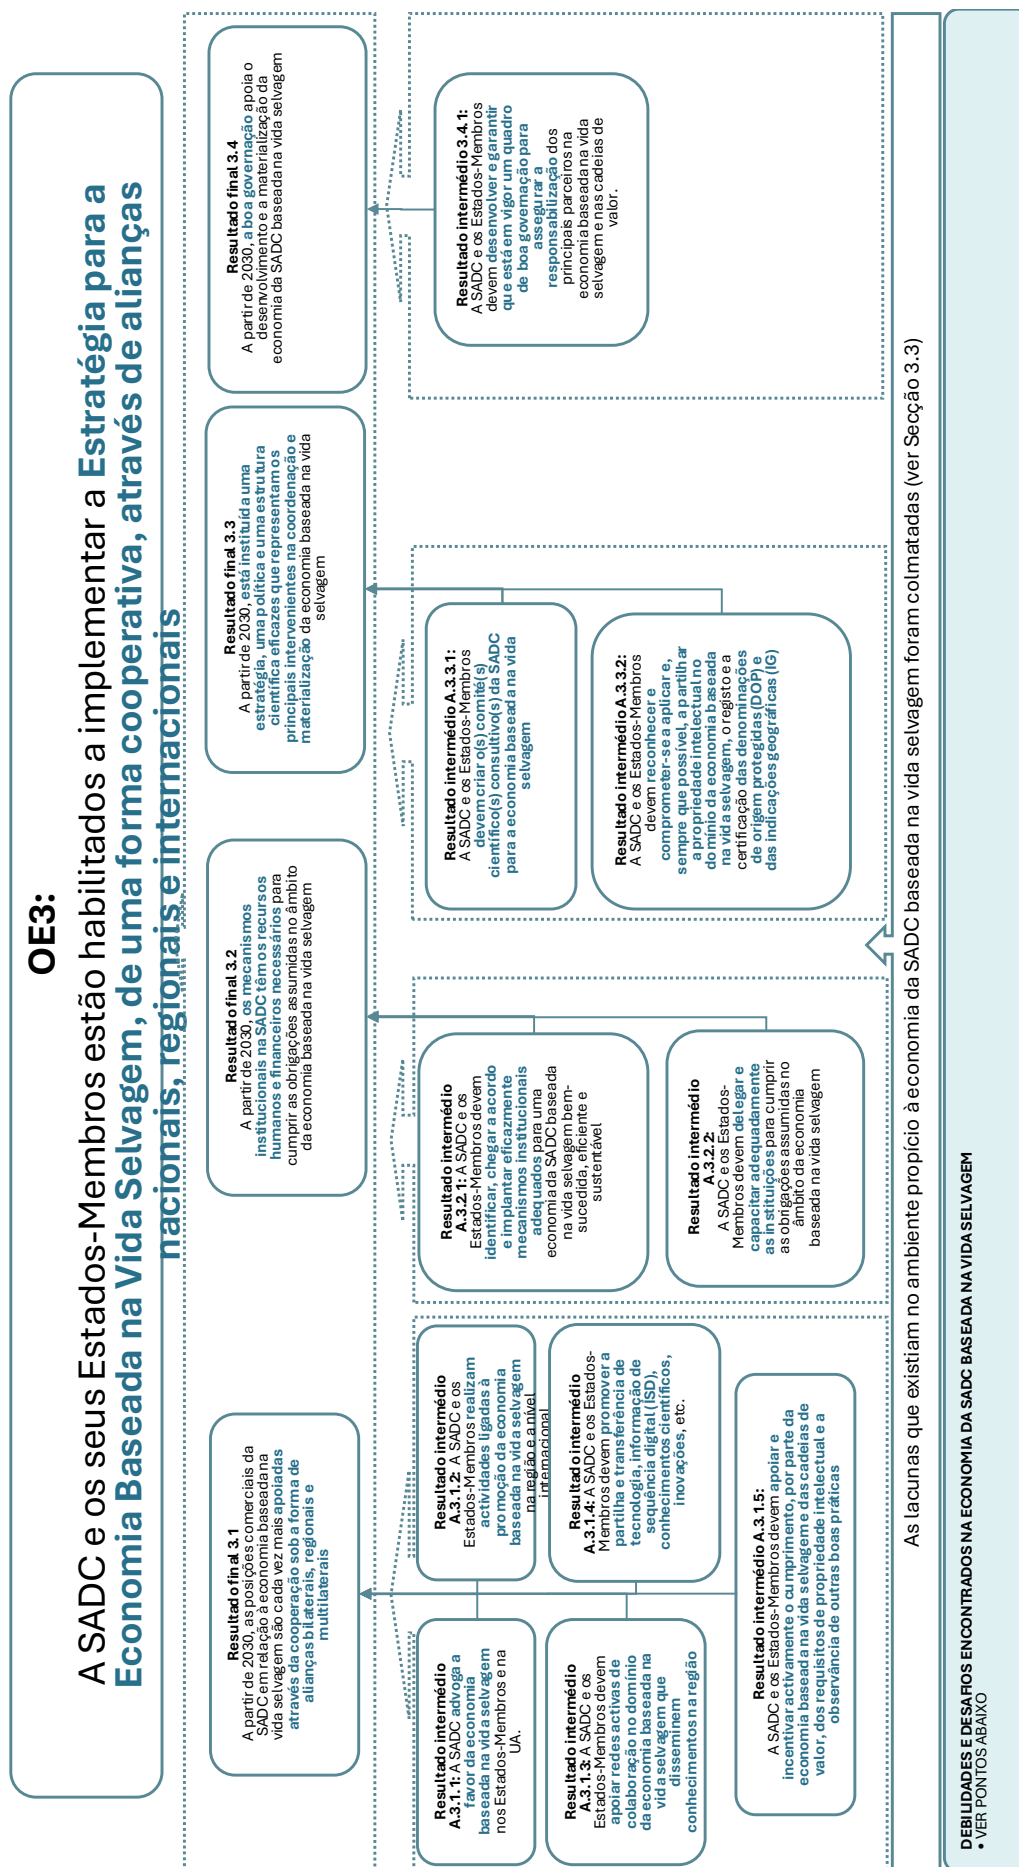 OE3:
A SADC e os seus Estados-Membros estão habilitados a implementar a Estratégia para a
Economia Baseada na Vida Selvagem, de uma forma cooperativa, através de alianças
nacionais, regionais e internacionais
Resultado final 3.1
A partir de 2030, as posições comerciais da
SADC em relação à economia baseada na
vida selvagem são cada vez mais apoiadas
através da cooperação sob a forma de
alianças bilaterais, regionais e
multilaterais
Resultado final 3.2
A partir de 2030, os mecanismos
institucionais na SADC têm os recursos
humanos e financeiros necessários para
cumprir as obrigações assumidas no âmbito
da economia baseada na vida selvagem
Resultado final 3.3
A partir de 2030, está instituída uma
estratégia, uma política e uma estrutura
científica eficazes que representam os
principais intervenientes na coordenação e
materialização da economia baseada na vida
selvagem
Resultado final 3.4
A partir de 2030, a boa governação apoia o
desenvolvimento e a materialização da
economia da SADC baseada na vida selvagem
Resultado intermédio
A.3.1.1: A SADC advoga a
favor da economia
baseada na vida selvagem
nos Estados-Membros e na
UA.
Resultado intermédio
A.3.1.2: A SADC e os
Estados-Membros realizam
actividades ligadas à
promoção da economia
baseada na vida selvagem
na região e a nível
internacional
Resultado intermédio
A.3.1.3: A SADC e os
Estados-Membros devem
apoiar redes activas de
colaboração no domínio
da economia baseada na
vida selvagem que
disseminem
conhecimentos na região
Resultado intermédio
A.3.1.4: A SADC e os Estados-
Membros devem promover a
partilha e transferência de
tecnologia, informação de
sequência digital (ISD),
conhecimentos científicos,
inovações, etc.
Resultado intermédio A.3.1.5:
A SADC e os Estados-Membros devem apoiar e
incentivar activamente o cumprimento, por parte da
economia baseada na vida selvagem e das cadeias de
valor, dos requisitos de propriedade intelectual e a
observância de outras boas práticas
Resultado intermédio
A.3.2.1: A SADC e os
Estados-Membros devem
identificar, chegar a acordo
e implantar eficazmente
mecanismos institucionais
adequados para uma
economia da SADC baseada
na vida selvagem bem-
sucedida, eficiente e
sustentável
Resultado intermédio
A.3.2.2:
A SADC e os Estados-
Membros devem delegar e
capacitar adequadamente
as instituições para cumprir
as obrigações assumidas no
âmbito da economia
baseada na vida selvagem
Resultado intermédio A.3.3.1:
A SADC e os Estados-Membros
devem criar o(s) comité(s)
científico(s) consultivo(s) da SADC
para a economia baseada na vida
selvagem
Resultado intermédio A.3.3.2:
A SADC e os Estados-Membros
devem reconhecer e
comprometer-se a aplicar e,
sempre que possível, a partilhar
a propriedade intelectual no
domínio da economia baseada
na vida selvagem, o registo e a
certificação das denominações
de origem protegidas (DOP) e
das indicações geográficas (IG)
Resultado intermédio 3.4.1:
A SADC e os Estados-Membros
devem desenvolver e garantir
que está em vigor um quadro
de boa governação para
assegurar a
responsabilização dos
principais parceiros na
economia baseada na vida
selvagem e nas cadeias de
valor.
As lacunas que existiam no ambiente propício à economia da SADC baseada na vida selvagem foram colmatadas (ver Secção 3.3)
DEBILIDADES E DESAFIOS ENCONTRADOS NA ECONOMIA DA SADC BASEADA NA VIDA SELVAGEM
• VER PONTOS ABAIXO